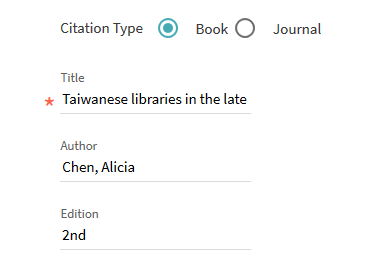 Citation Type Book Journal
Title
* Taiwanese libraries in the late
Author
Chen, Alicia
Edition
2nd